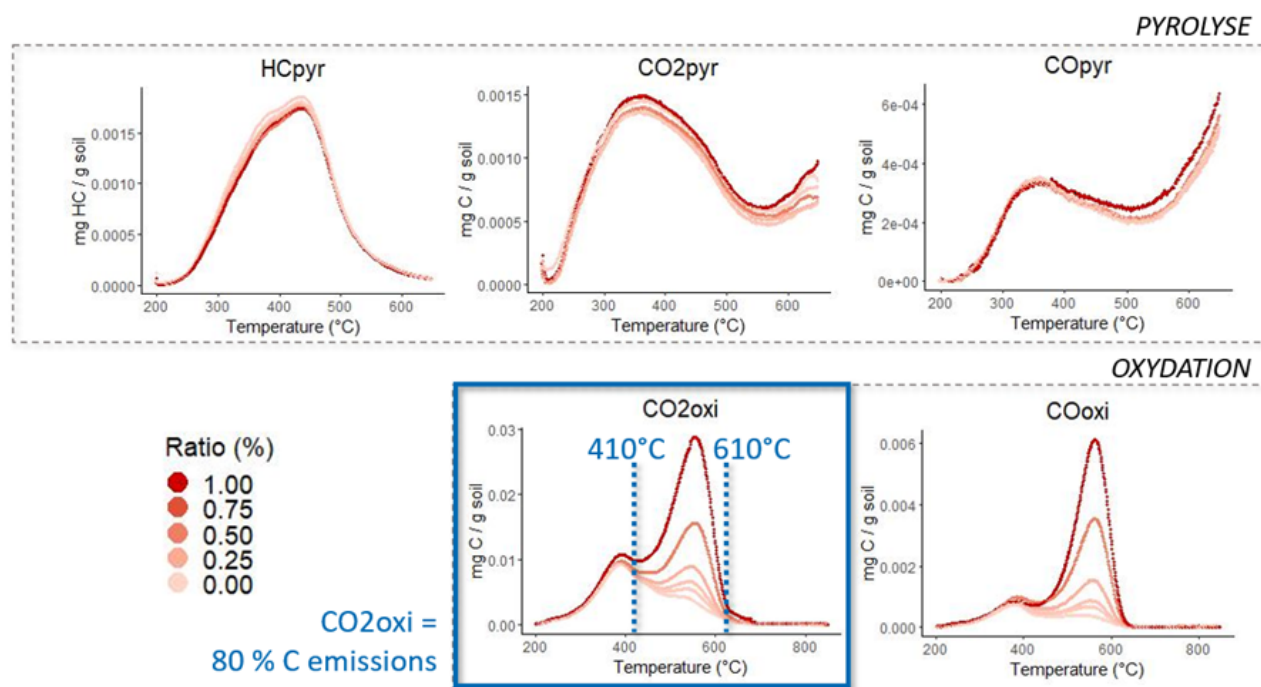 PYROLYSE
HCpyr
mg HC / g soil
0.0015
0.0010
0.0005
0.0000
200 300 400 500 600
Temperature (°C)
CO2pyr
mg C / g soil
0.0015
0.0010
0.0005
0.0000
200 300 400 500 600
Temperature (°C)
COpyr
mg C / g soil
6e-04
4e-04
2e-04
0e+00
200 300 400 500 600
Temperature (°C)
OXYDATION
Ratio (%)
1.00
0.75
0.50
0.25
0.00
CO2oxi =
80 % C emissions
CO2oxi
410°C 610°C
mg C / g soil
0.03
0.02
0.01
0.00
200 400 600 800
Temperature (°C)
COoxi
mg C / g soil
0.006
0.004
0.002
0.000
200 400 600 800
Temperature (°C)